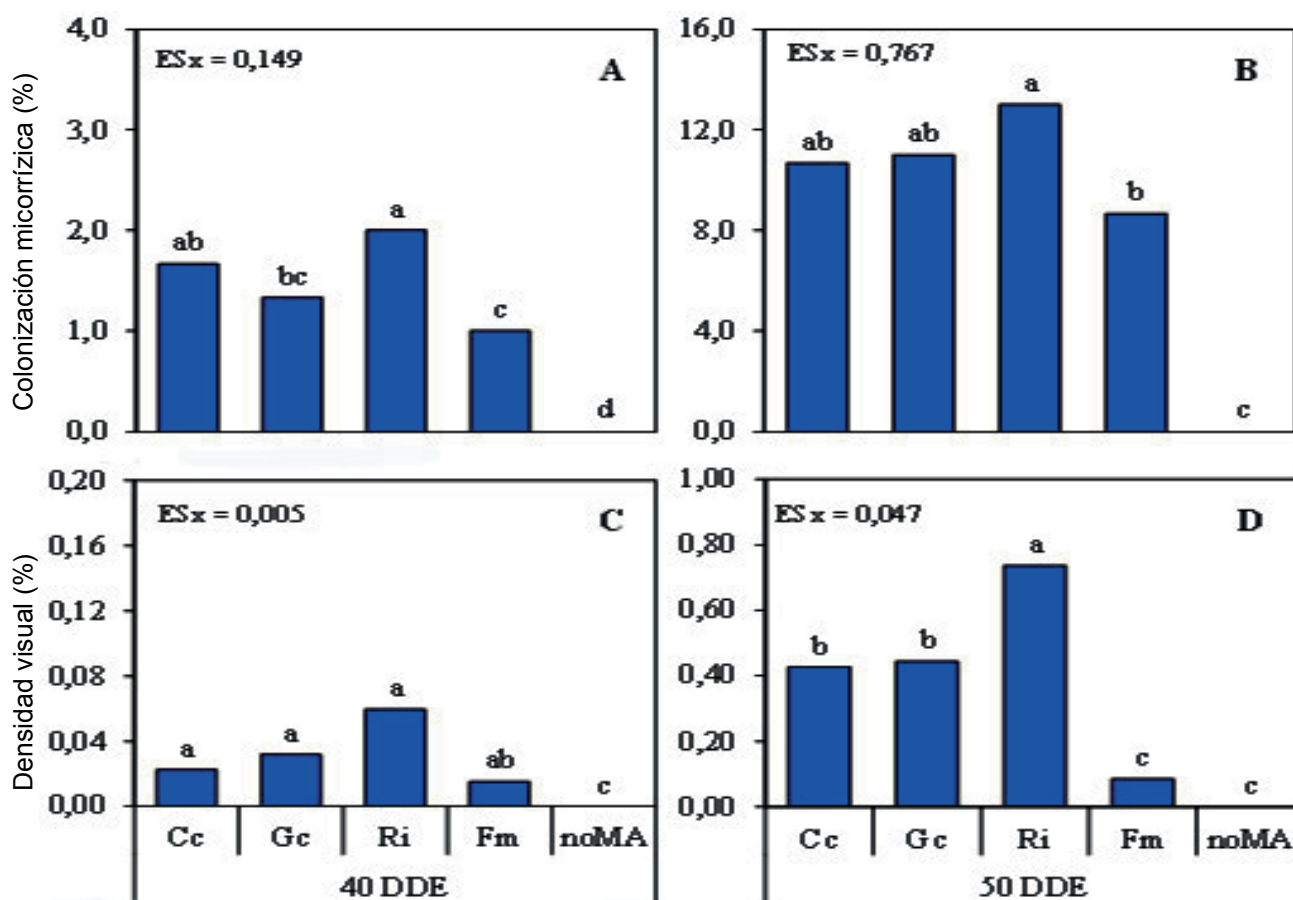 Colonización micorrízica (%)
4,0
3,0
2,0
1,0
0,0
ESx = 0,149
A
ab
bc
a
c
d
16,0
12,0
8,0
4,0
0,0
ESx = 0,767
B
ab
ab
a
b
c
Densidad visual (%)
0,20
0,16
0,12
0,08
0,04
0,00
ESx = 0,005
C
a
a
a
ab
c
Cc Gc Ri Fm noMA
40 DDE
1,00
0,80
0,60
0,40
0,20
0,00
ESx = 0,047
D
b
b
a
c
c
Cc Gc Ri Fm noMA
50 DDE